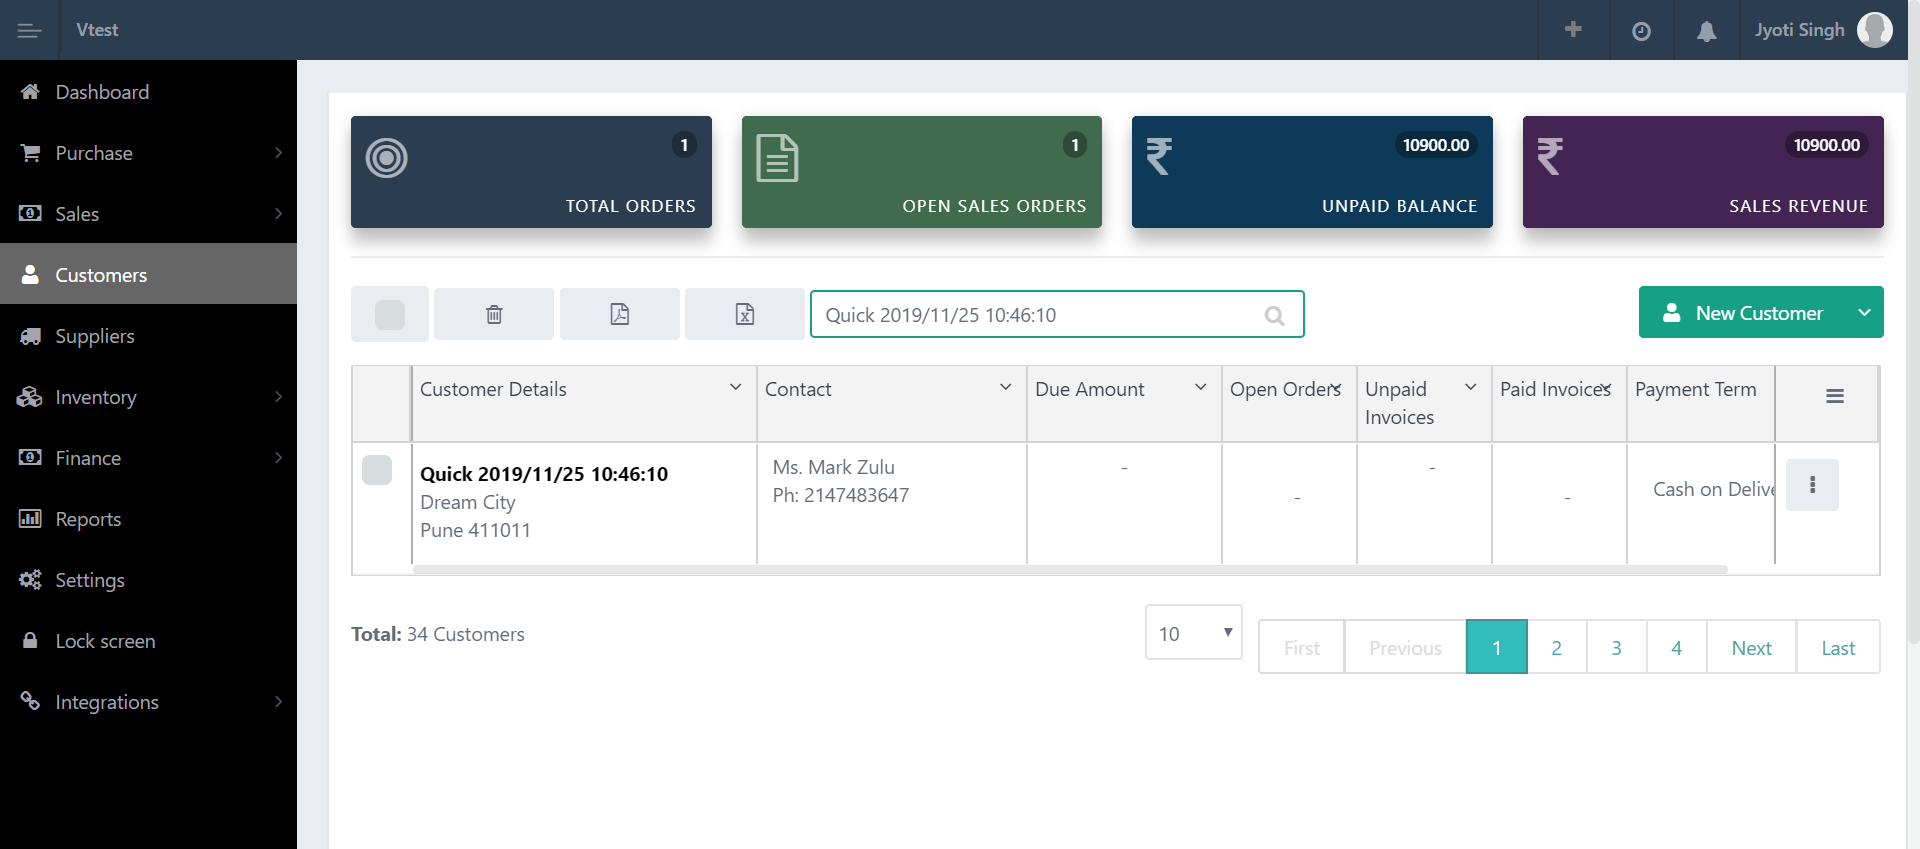 Vtest
Jyoti Singh
Dashboard
Purchase
Sales
Customers
Suppliers
Inventory
Finance
Reports
Settings
Lock screen
Integrations
1
TOTAL ORDERS
1
OPEN SALES ORDERS
10900.00
UNPAID BALANCE
10900.00
SALES REVENUE
Quick 2019/11/25 10:46:10
New Customer
Customer Details
Contact
Due Amount
Open Orders
Unpaid
Invoices
Paid Invoices
Payment Term
Quick 2019/11/25 10:46:10
Dream City
Pune 411011
Ms. Mark Zulu
Ph: 2147483647
-
-
-
-
Cash on Delive
Total: 34 Customers
10
First
Previous
1
2
3
4
Next
Last